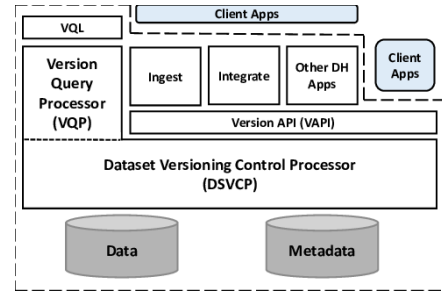 Client Apps
VQL
Version
Query
Processor
(VQP)
Ingest
Integrate
Other DH
Apps
Client
Apps
Version API (VAPI)
Dataset Versioning Control Processor
(DSVCP)
Data
Metadata